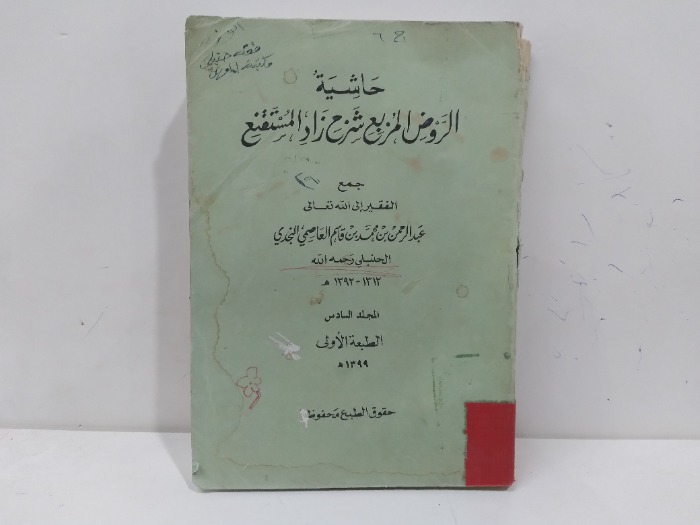 حاشية
الروض المربع شرح زاد المستقنع
جمع
الفقير إلى الله تعالى
عبد الرحمن بن محمد بن قاسم العاصمي النجدي
الحنبلي رحمه الله
١٣١٢ - ١٣٩٢ هـ
المجلد السادس
الطبعة الأولى
١٣٩٩ هـ
حقوق الطبع محفوظة